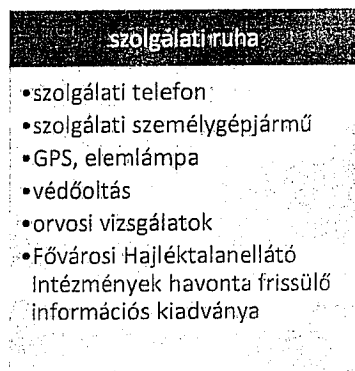 szolgálati ruha
•szolgálati telefon
•szolgálati személygépjármű
•GPS, elemlámpa
•védőoltás
•orvosi vizsgálatok
•Fővárosi Hajléktalanellátó
Intézmények havonta frissülő
információs kiadványa